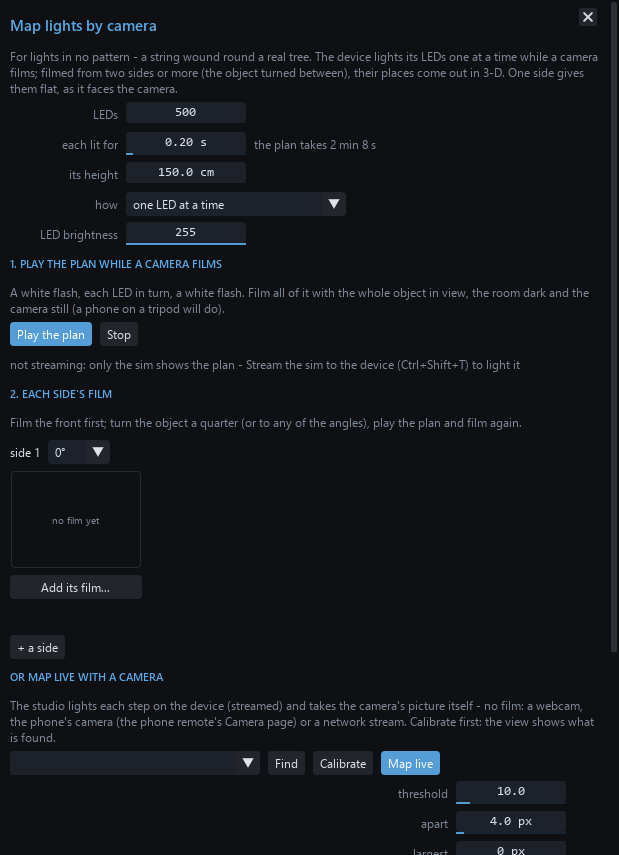 Map lights by camera
For lights in no pattern - a string wound round a real tree. The device lights its LEDs one at a time while a camera
films; filmed from two sides or more (the object turned between), their places come out in 3-D. One side gives
them flat, as it faces the camera.
LEDs 500
each lit for 0.20 s the plan takes 2 min 8 s
its height 150.0 cm
how one LED at a time
LED brightness 255
1. PLAY THE PLAN WHILE A CAMERA FILMS
A white flash, each LED in turn, a white flash. Film all of it with the whole object in view, the room dark and the
camera still (a phone on a tripod will do).
Play the plan Stop
not streaming: only the sim shows the plan - Stream the sim to the device (Ctrl+Shift+T) to light it
2. EACH SIDE'S FILM
Film the front first; turn the object a quarter (or to any of the angles), play the plan and film again.
side 1 0°
no film yet
Add its film...
+ a side
OR MAP LIVE WITH A CAMERA
The studio lights each step on the device (streamed) and takes the camera's picture itself - no film: a webcam,
the phone's camera (the phone remote's Camera page) or a network stream. Calibrate first: the view shows what
is found.
Find Calibrate Map live
threshold 10.0
apart 4.0 px
largest 0 px